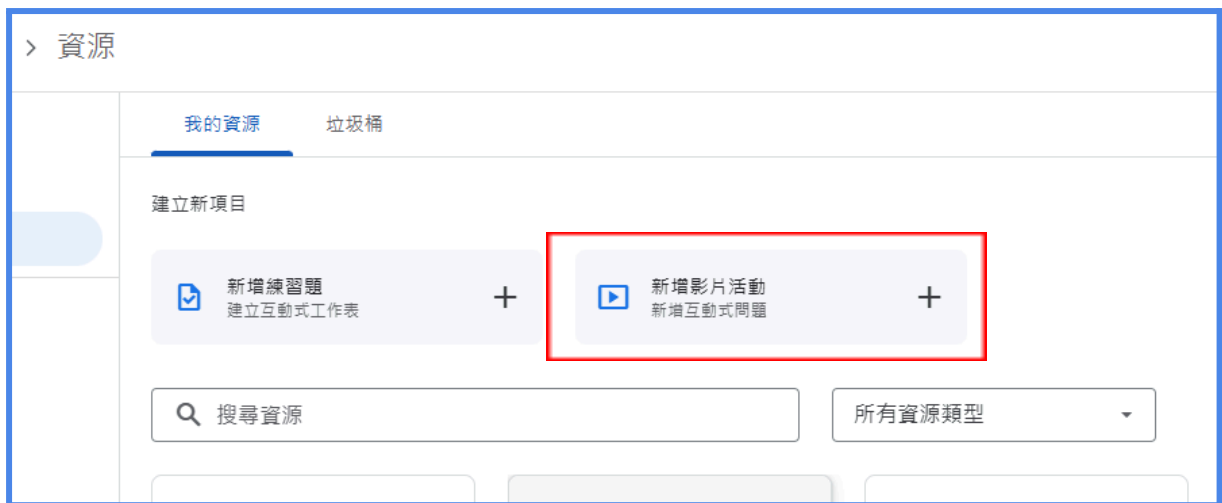 資源
我的資源
垃圾桶
建立新項目
新增練習題
建立互動式工作表
新增影片活動
新增互動式問題
搜尋資源
所有資源類型